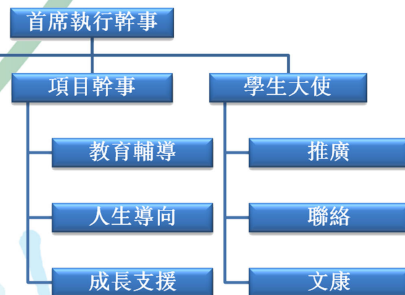 首席執行幹事
項目幹事
學生大使
教育輔導
推廣
人生導向
聯絡
成長支援
文康